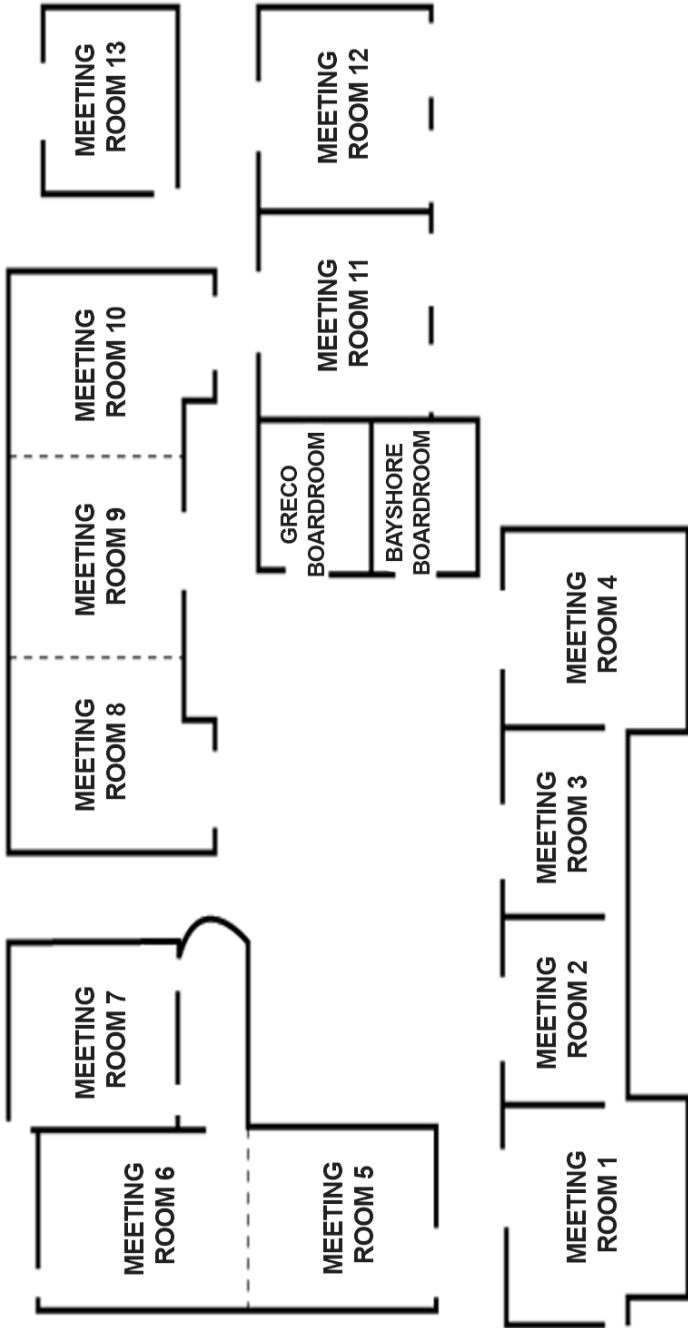 MEETING
ROOM 1
MEETING
ROOM 2
MEETING
ROOM 3
MEETING
ROOM 4
MEETING
ROOM 5
MEETING
ROOM 6
MEETING
ROOM 7
MEETING
ROOM 8
MEETING
ROOM 9
MEETING
ROOM 10
GRECO
BOARDROOM
BAYSHORE
BOARDROOM
MEETING
ROOM 11
MEETING
ROOM 12
MEETING
ROOM 13